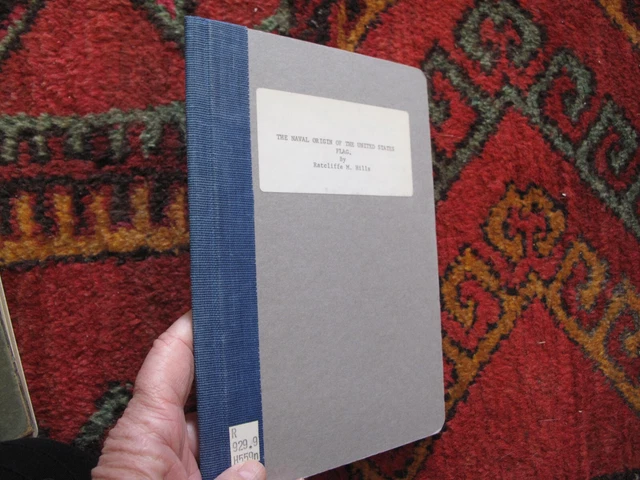 THE NAVAL ORIGIN OF THE UNITED STATES
FLAG.
By
Ratcliffe M. Hills
R
929.9
H559n